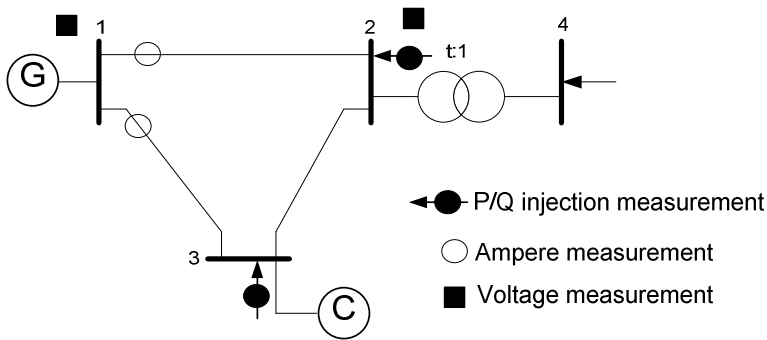 1
2
4
G
t:1
3
C
P/Q injection measurement
Ampere measurement
Voltage measurement